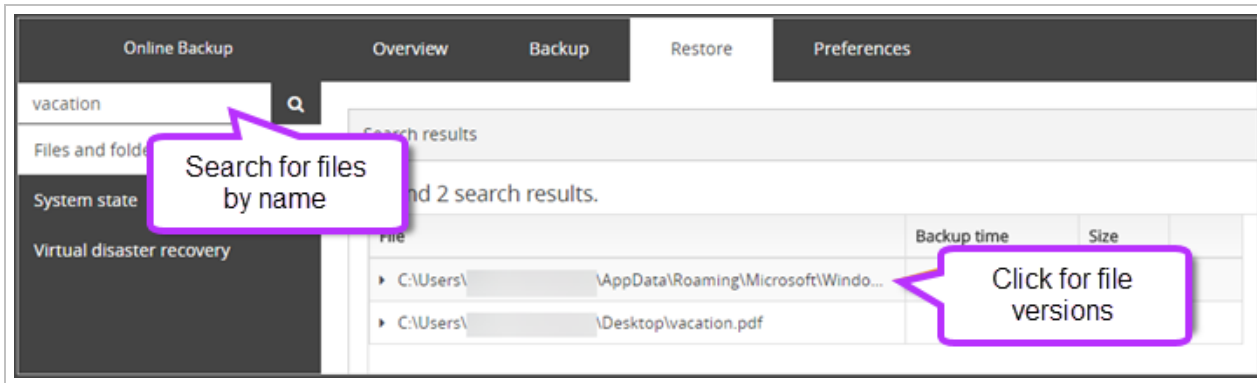 Online Backup Overview Backup Restore Preferences
vacation
Search results
Files and
Search for files
by name
2 search results.
System state
File Backup time Size
Virtual disaster recovery
C:\Users\ \AppData\Roaming\Microsoft\Windo...
Click for file
versions
C:\Users\ \Desktop\vacation.pdf